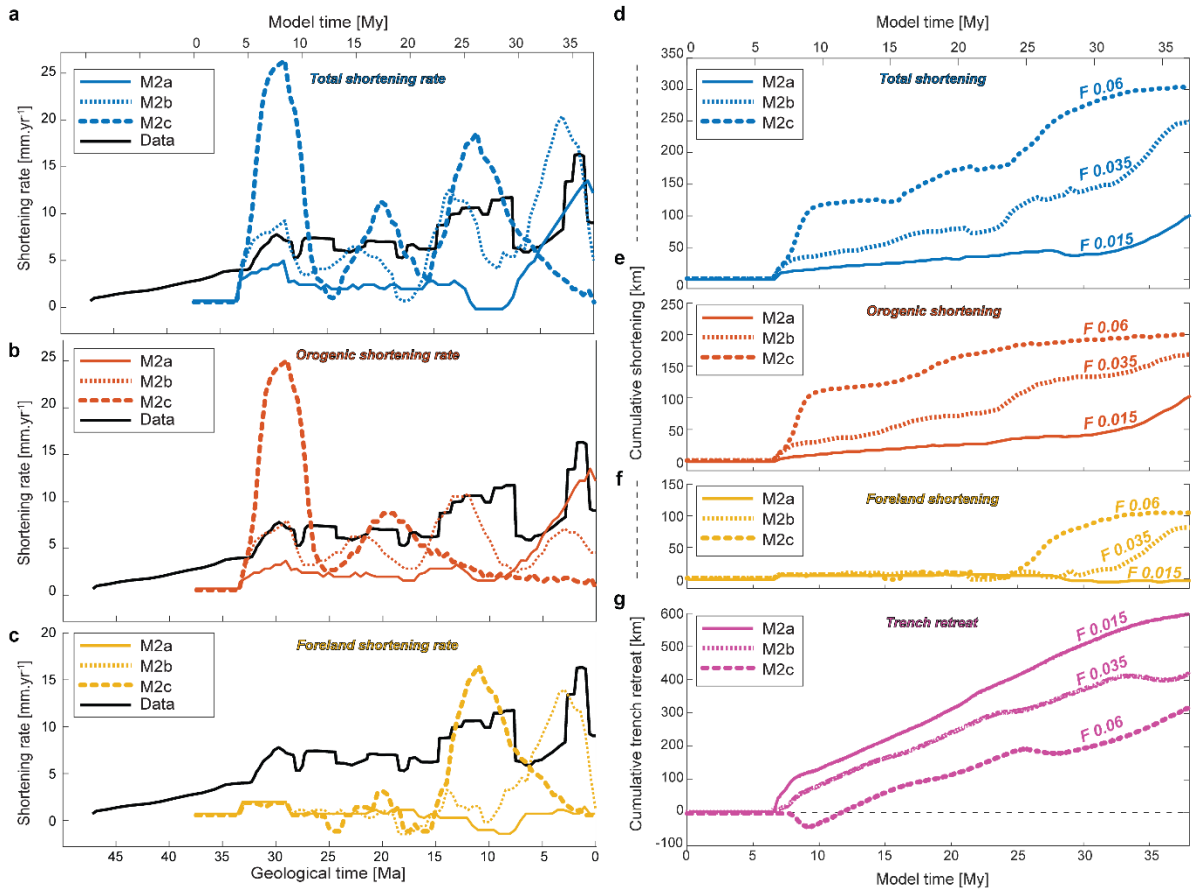 a
Model time [My]
0 5 10 15 20 25 30 35
Shortening rate [mm.yr⁻¹]
25
20
15
10
5
0
M2a
M2b
M2c
Data
Total shortening rate
b
Shortening rate [mm.yr⁻¹]
25
20
15
10
5
0
M2a
M2b
M2c
Data
Orogenic shortening rate
c
Shortening rate [mm.yr⁻¹]
20
15
10
5
0
M2a
M2b
M2c
Data
Foreland shortening rate
45 40 35 30 25 20 15 10 5 0
Geological time [Ma]
d
Model time [My]
0 5 10 15 20 25 30 35
Cumulative shortening [km]
350
300
250
200
150
100
50
0
M2a
M2b
M2c
Total shortening
F 0.06
F 0.035
F 0.015
e
250
200
150
100
50
0
M2a
M2b
M2c
Orogenic shortening
F 0.06
F 0.035
F 0.015
f
150
100
50
0
M2a
M2b
M2c
Foreland shortening
F 0.06
F 0.035
F 0.015
g
Cumulative trench retreat [km]
600
500
400
300
200
100
0
-100
M2a
M2b
M2c
Trench retreat
F 0.015
F 0.035
F 0.06
0 5 10 15 20 25 30 35
Model time [My]